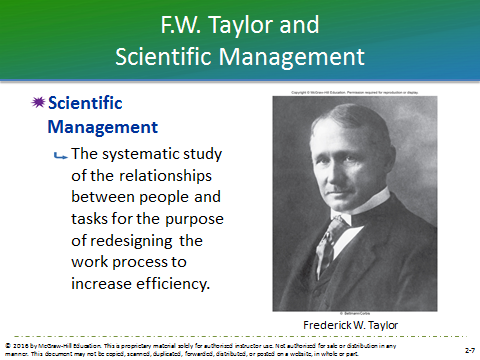 F.W. Taylor and
Scientific Management
Scientific
Management
The systematic study
of the relationships
between people and
tasks for the purpose
of redesigning the
work process to
increase efficiency.
Copyright © McGraw-Hill Education. Permission required for reproduction or display.
© Bettmann/Corbis
Frederick W. Taylor
© 2016 by McGraw-Hill Education. This is proprietary material solely for authorized instructor use. Not authorized for sale or distribution in any
manner. This document may not be copied, scanned, duplicated, forwarded, distributed, or posted on a website, in whole or part.
2-7